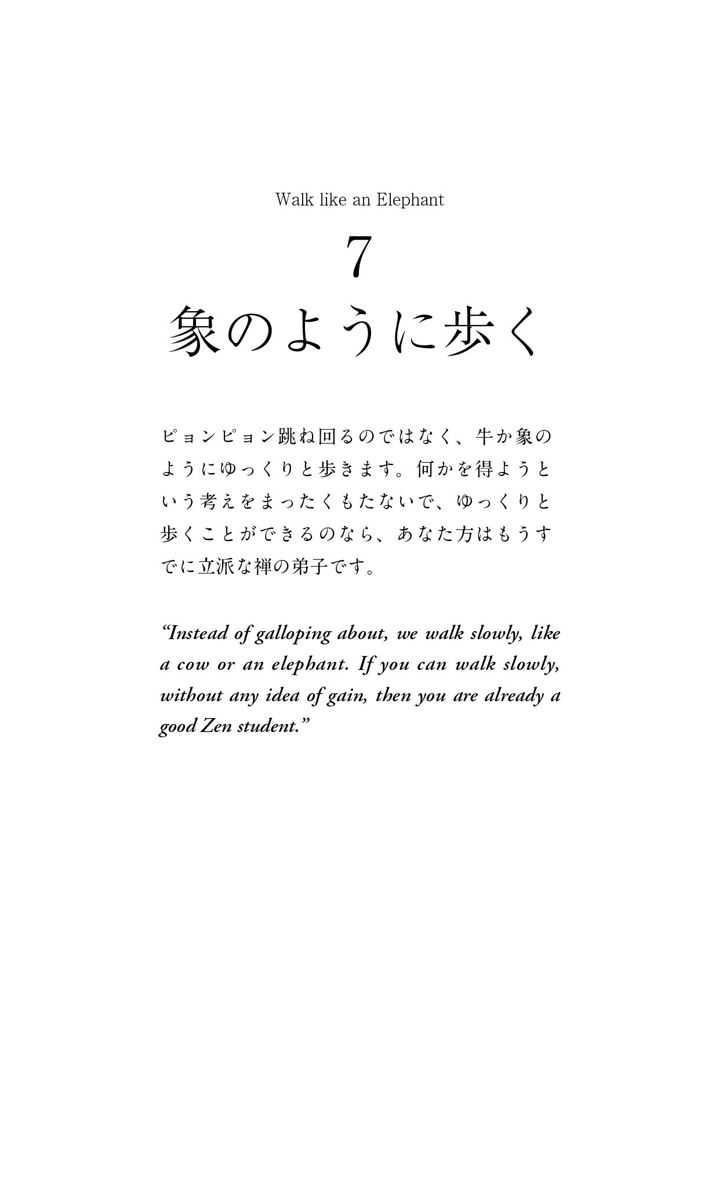 Walk like an Elephant
7
象のように歩く
ピョンピョン跳ね回るのではなく、牛か象の
ようにゆっくりと歩きます。何かを得ようと
いう考えをまったくもたないで、ゆっくりと
歩くことができるのなら、あなた方はもうす
でに立派な禅の弟子です。
“Instead of galloping about, we walk slowly, like
a cow or an elephant. If you can walk slowly,
without any idea of gain, then you are already a
good Zen student.”